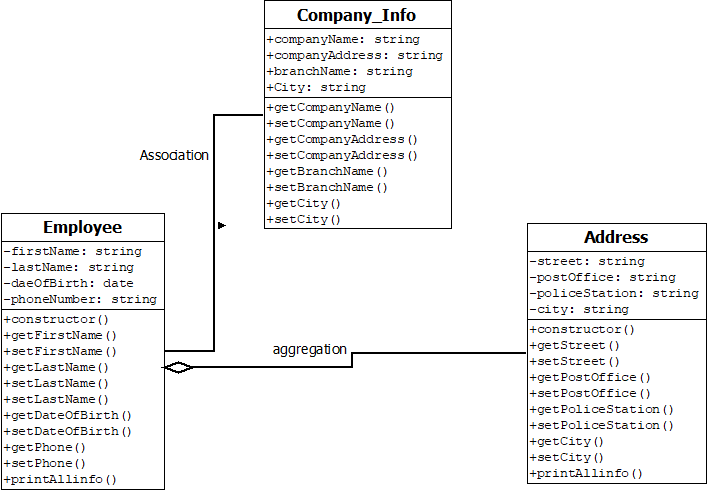 Company_Info
+companyName: string
+companyAddress: string
+branchName: string
+City: string
+getCompanyName()
+setCompanyName()
+getCompanyAddress()
+setCompanyAddress()
+getBranchName()
+setBranchName()
+getCity()
+setCity()
Association
Employee
-firstName: string
-lastName: string
-daeOfBirth: date
-phoneNumber: string
+constructor()
+getFirstName()
+setFirstName()
+getLastName()
+setLastName()
+setLastName()
+getDateOfBirth()
+setDateOfBirth()
+getPhone()
+setPhone()
+printAllinfo()
aggregation
Address
-street: string
-postOffice: string
-policeStation: string
-city: string
+constructor()
+getStreet()
+setStreet()
+getPostOffice()
+setPostOffice()
+getPoliceStation()
+setPoliceStation()
+getCity()
+setCity()
+printAllinfo()